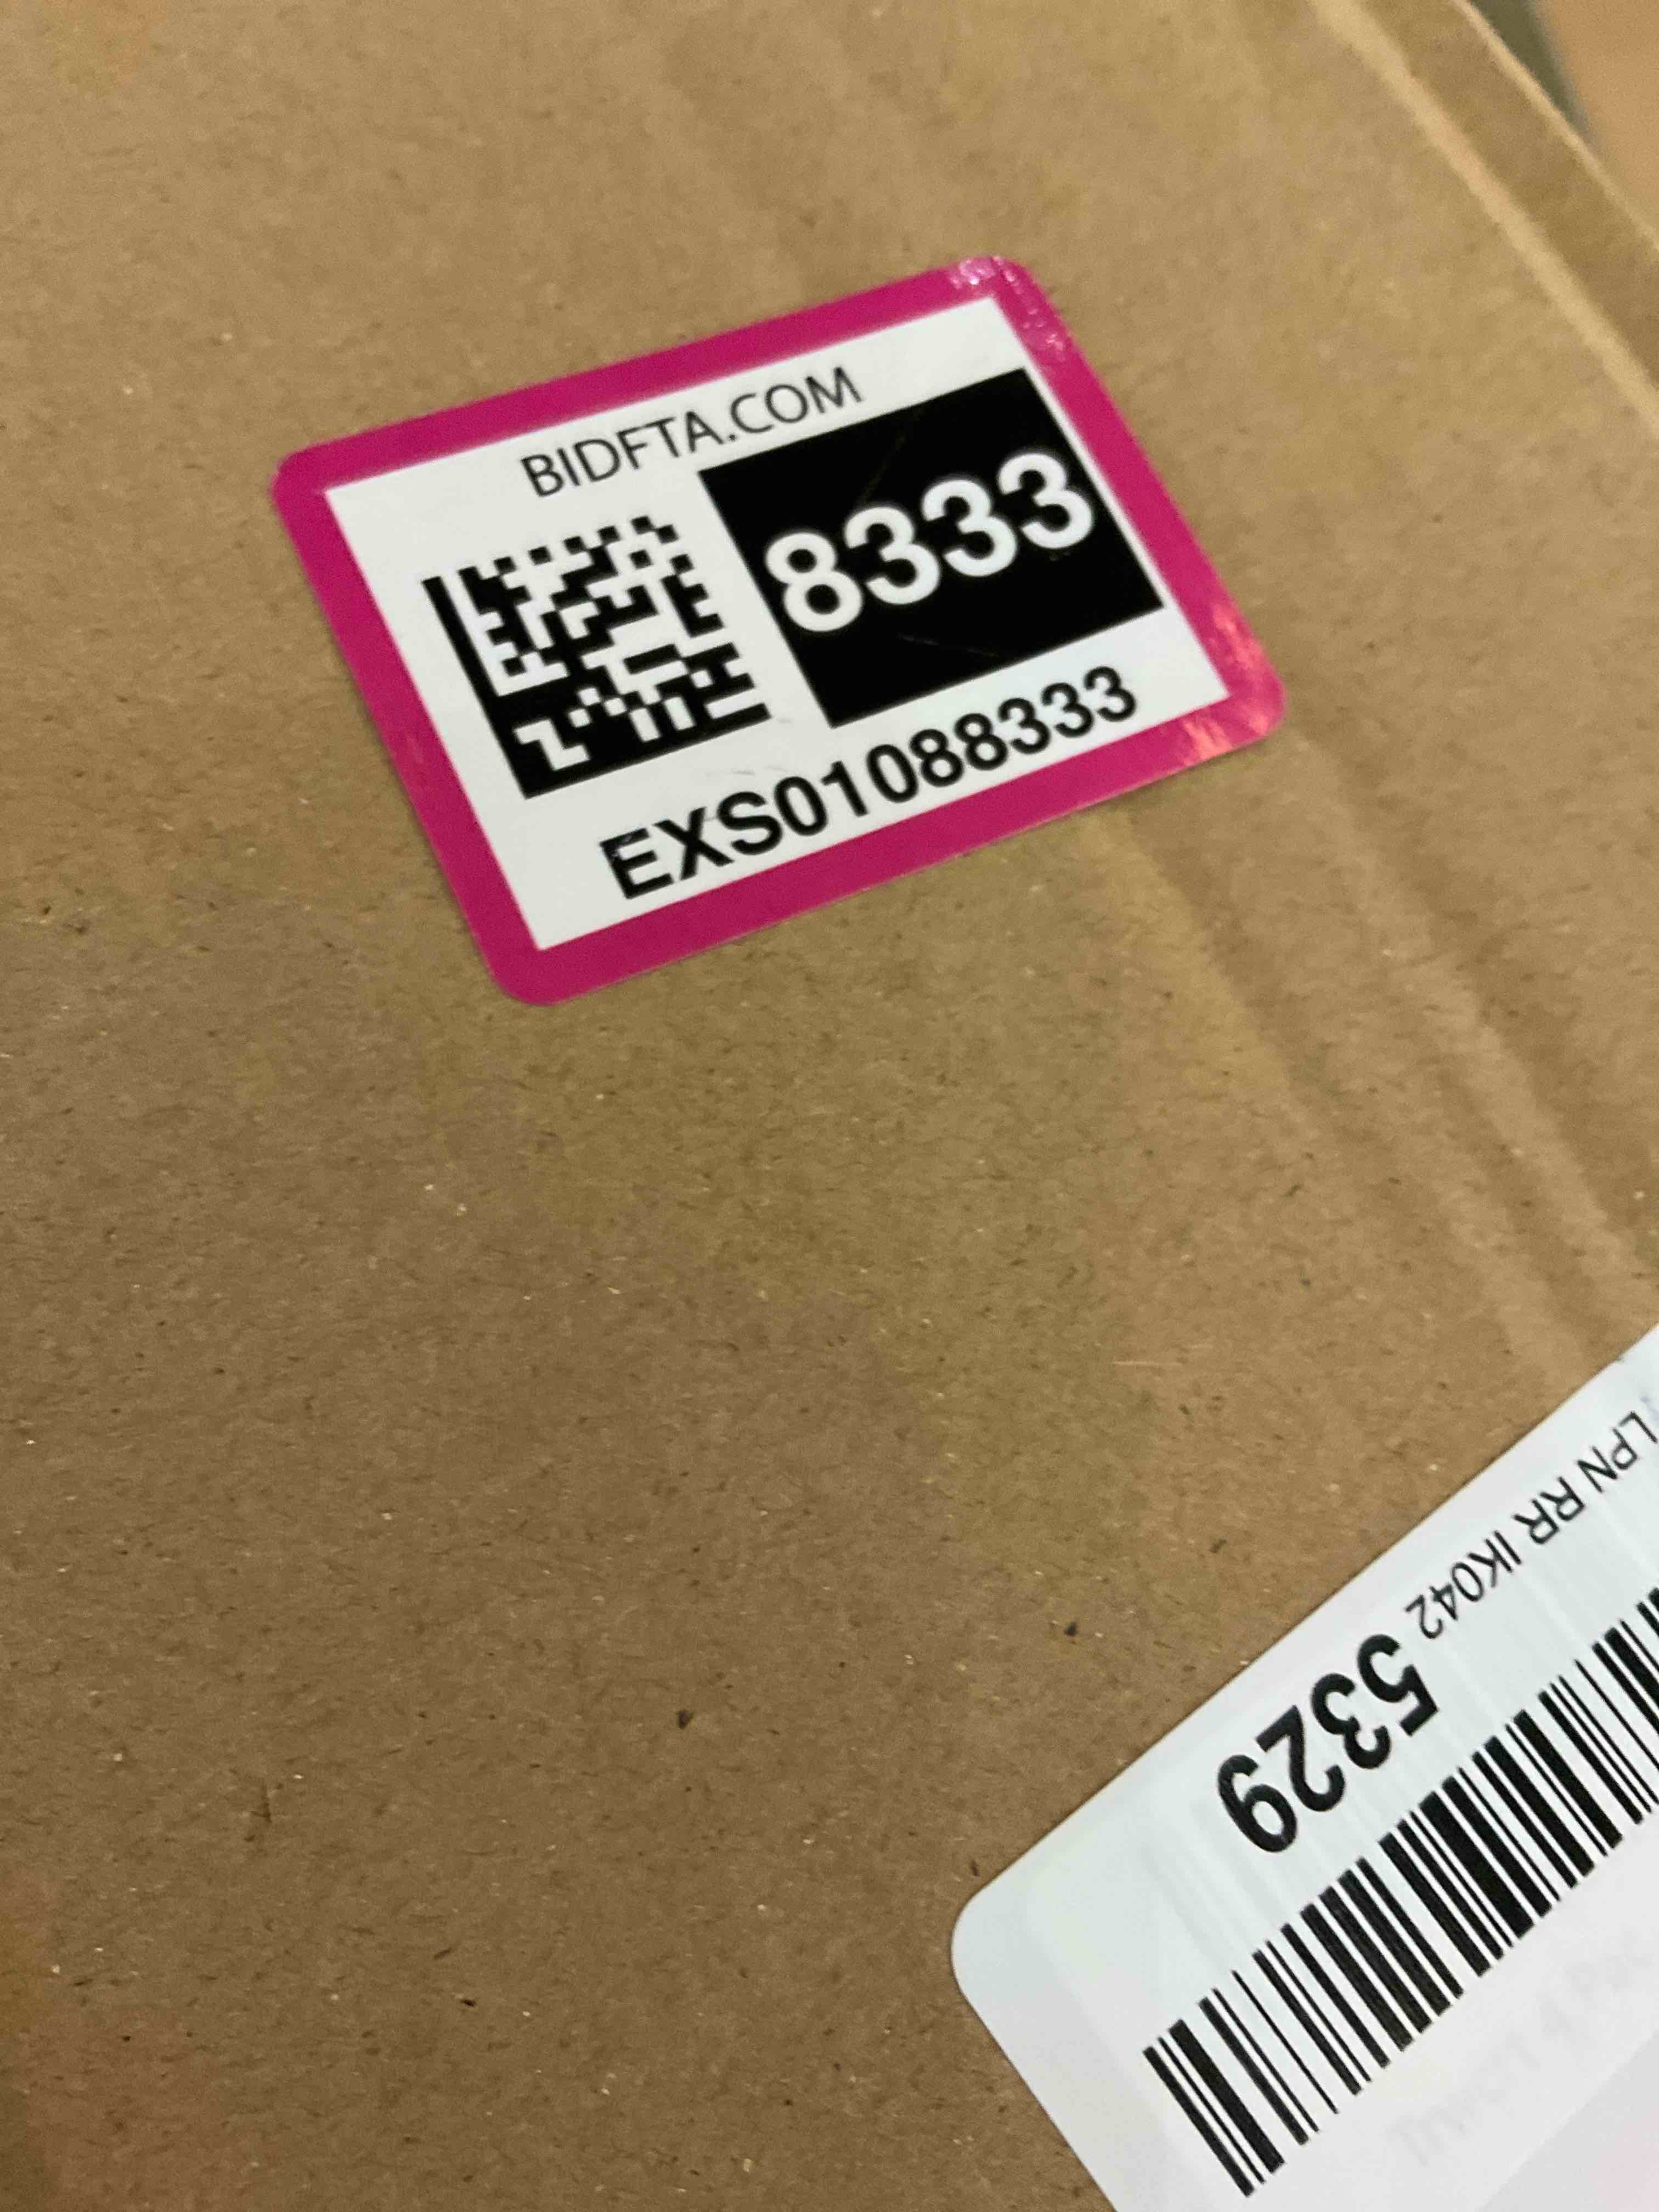 BIDFTA.COM
8333
EXS01088333
LPN RR IK042 5329